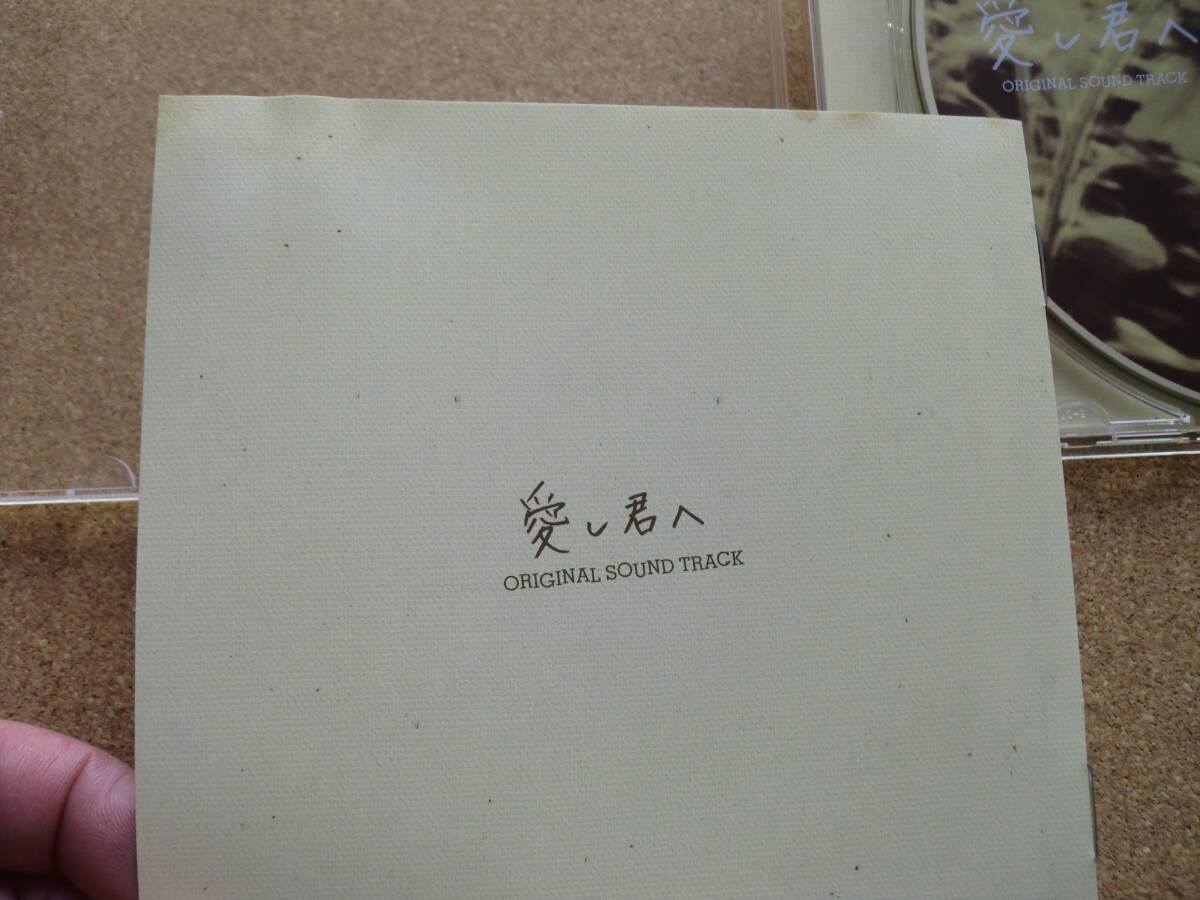 愛し君へ
ORIGINAL SOUND TRACK
愛し君へ
ORIGINAL SOUND TRACK